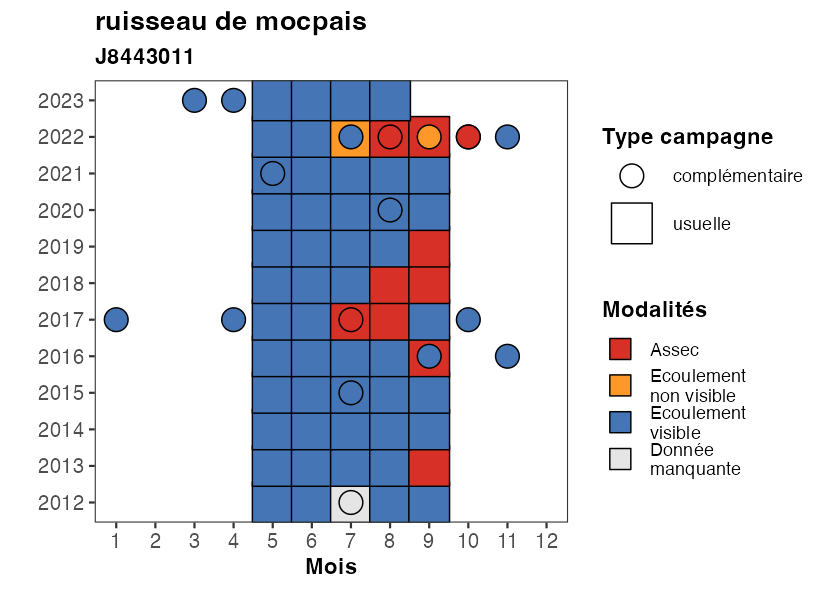 ruisseau de mocpais
J8443011
2023
2022
2021
2020
2019
2018
2017
2016
2015
2014
2013
2012
1 2 3 4 5 6 7 8 9 10 11 12
Mois
Type campagne
complémentaire
usuelle
Modalités
Assec
Ecoulement
non visible
Ecoulement
visible
Donnée
manquante